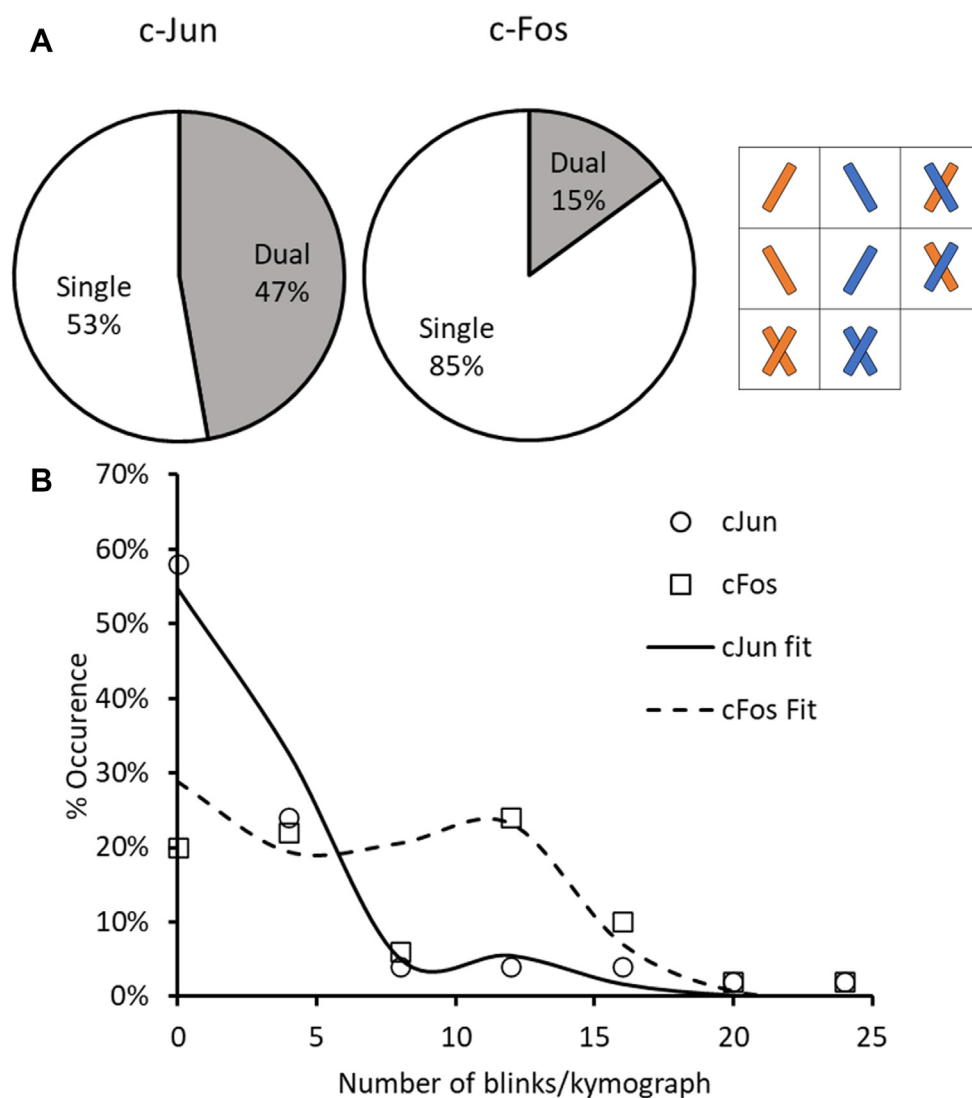 A
c-Jun
c-Fos
Single
53%
Dual
47%
Dual
15%
Single
85%
B
70%
60%
50%
40%
30%
20%
10%
0%
% Occurence
0
5
10
15
20
25
Number of blinks/kymograph
cJun
cFos
cJun fit
cFos Fit